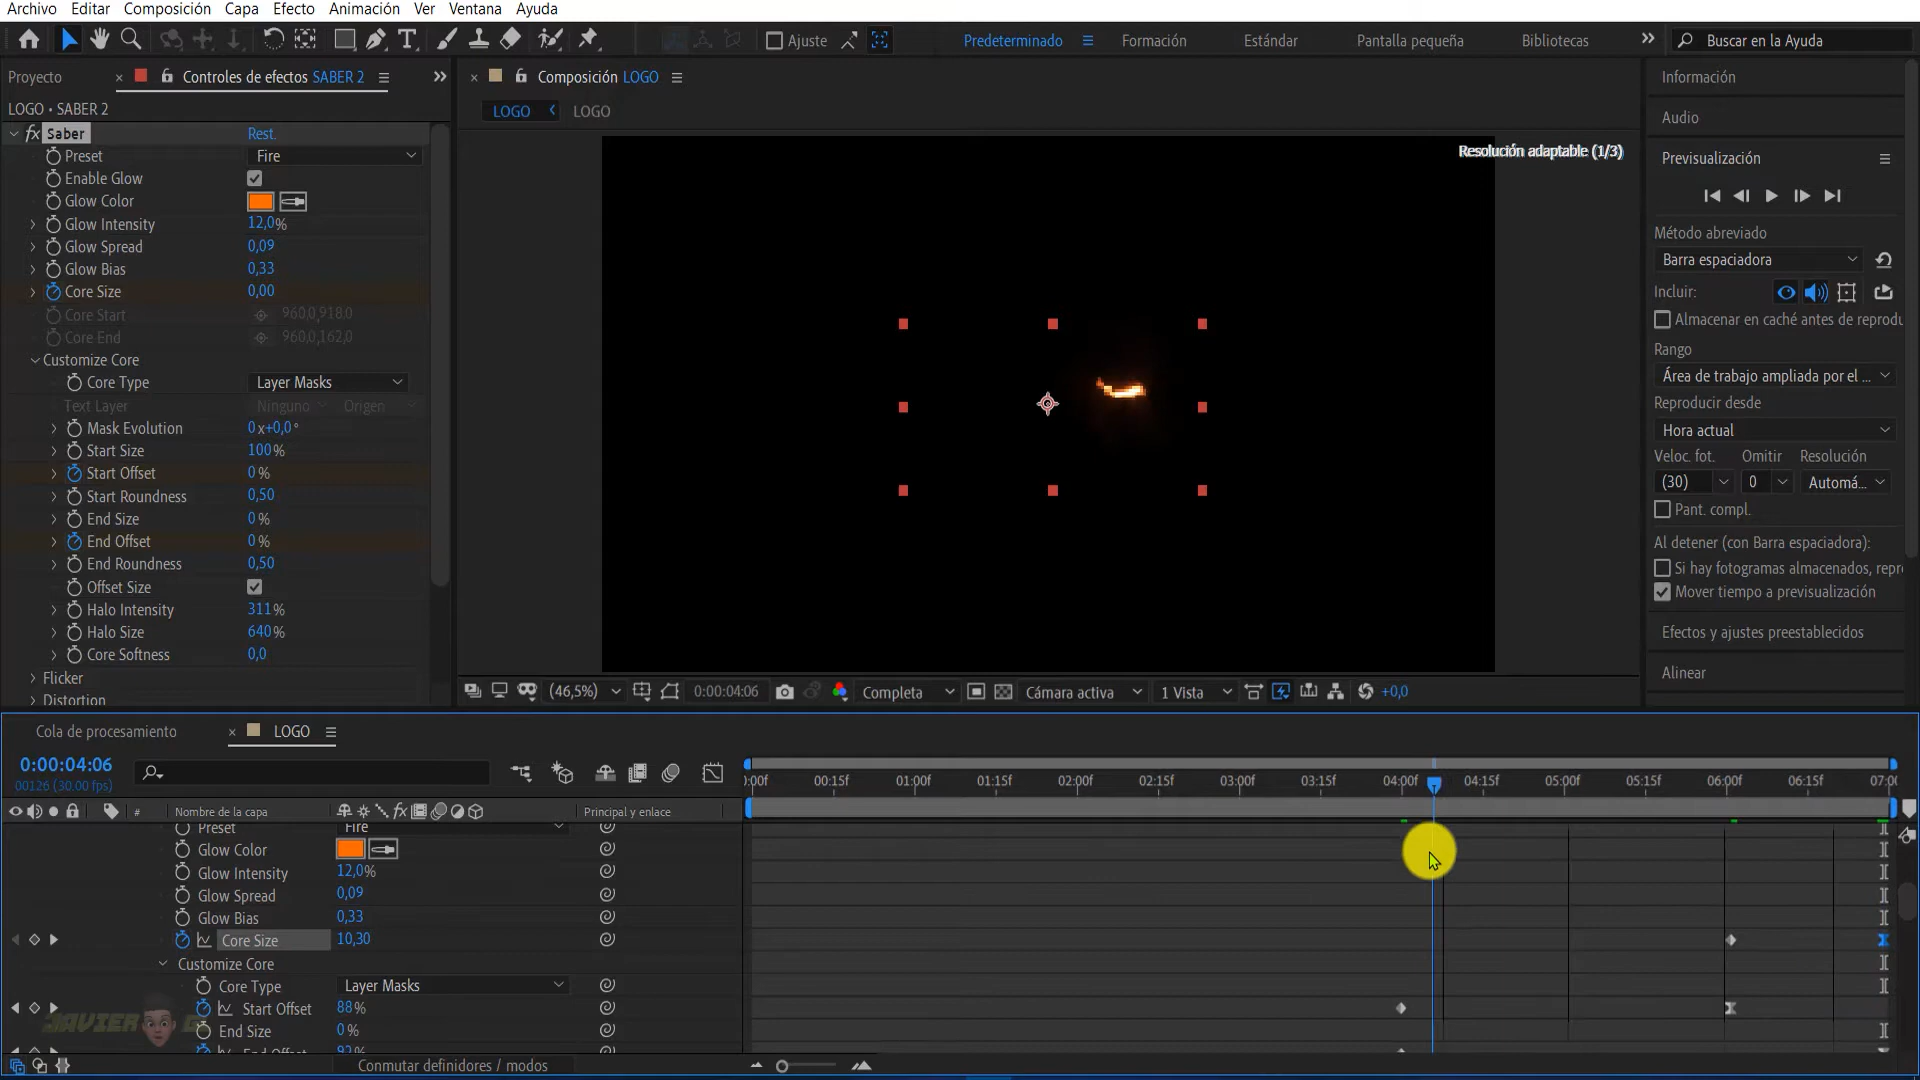 Archivo Editar Composición Capa Efecto Animación Ver Ventana Ayuda
Ajuste Predeterminado Formación Estándar Pantalla pequeña Bibliotecas Buscar en la Ayuda
Proyecto Controles de efectos SABER 2
Composición LOGO
Información
LOGO • SABER 2
LOGO LOGO
Audio
fx Saber Rest.
Resolución adaptable (1/3)
Previsualización
Preset Fire
Enable Glow
Glow Color
Glow Intensity 12,0%
Glow Spread 0,09
Glow Bias 0,33
Core Size 0,00
Core Start 960,0,918,0
Core End 960,0,162,0
Customize Core
Core Type Layer Masks
Text Layer Ninguno Origen
Mask Evolution 0 x+0,0°
Start Size 100%
Start Offset 0 %
Start Roundness 0,50
End Size 0 %
End Offset 0 %
End Roundness 0,50
Offset Size
Halo Intensity 311%
Halo Size 640%
Core Softness 0,0
Flicker
Distortion
Método abreviado
Barra espaciadora
Incluir:
Almacenar en caché antes de reprodu
Rango
Área de trabajo ampliada por el ...
Reproducir desde
Hora actual
Veloc. fot. Omitir Resolución
(30) 0 Automá...
Pant. compl.
Al detener (con Barra espaciadora):
Si hay fotogramas almacenados, repr
Mover tiempo a previsualización
Efectos y ajustes preestablecidos
Alinear
(46,5%) 0:00:04:06 Completa Cámara activa 1 Vista +0,0
Cola de procesamiento LOGO
0:00:04:06
00126 (30.00 fps)
:00f 00:15f 01:00f 01:15f 02:00f 02:15f 03:00f 03:15f 04:00f 04:15f 05:00f 05:15f 06:00f 06:15f 07:00
# Nombre de la capa fx Principal y enlace
Preset Fire
Glow Color
Glow Intensity 12,0%
Glow Spread 0,09
Glow Bias 0,33
Core Size 10,30
Customize Core
Core Type Layer Masks
Start Offset 88%
JAVIER G
End Size 0 %
End Offset 92%
Conmutar definidores / modos